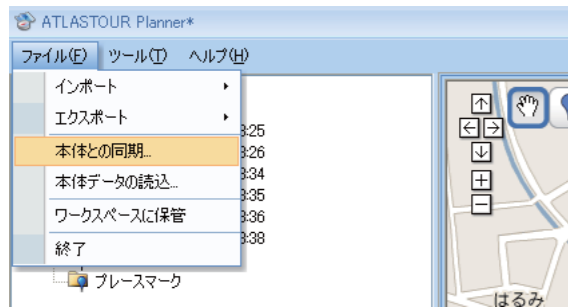 ATLASTOUR Planner*
ファイル(F) ツール(T) ヘルプ(H)
インポート
エクスポート
本体との同期...
本体データの読込...
ワークスペースに保管
終了
3:25
3:26
3:34
3:35
3:36
3:38
プレースマーク
はるみ